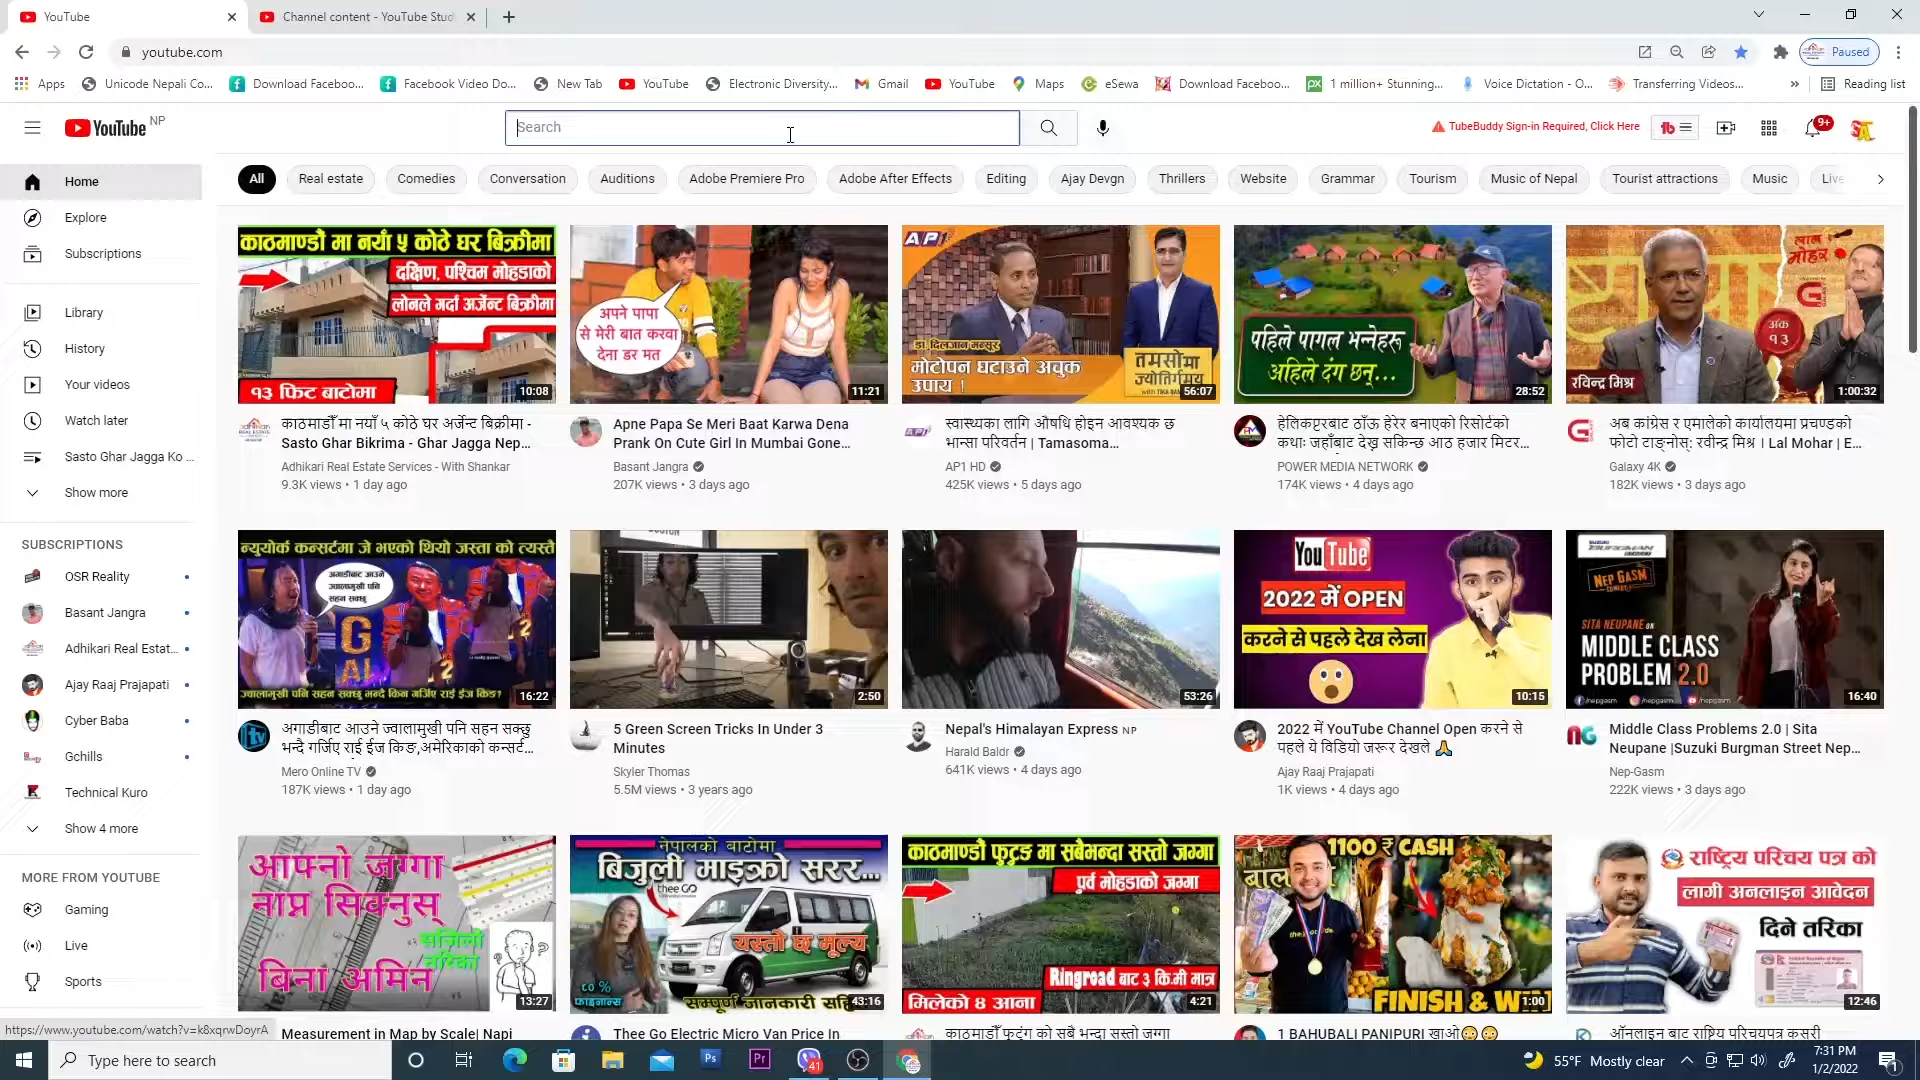 YouTube
Channel content - YouTube Stud
youtube.com
Paused
Apps
Unicode Nepali Co...
Download Faceboo...
Facebook Video Do...
New Tab
YouTube
Electronic Diversity...
Gmail
YouTube
Maps
eSewa
Download Faceboo...
1 million+ Stunning...
Voice Dictation - O...
Transferring Videos...
Reading list
YouTube NP
Search
TubeBuddy Sign-in Required, Click Here
9+
Home
Explore
Subscriptions
Library
History
Your videos
Watch later
Sasto Ghar Jagga Ko ...
Show more
SUBSCRIPTIONS
OSR Reality
Basant Jangra
Adhikari Real Estat...
Ajay Raaj Prajapati
Cyber Baba
Gchills
Technical Kuro
Show 4 more
MORE FROM YOUTUBE
Gaming
Live
Sports
All
Real estate
Comedies
Conversation
Auditions
Adobe Premiere Pro
Adobe After Effects
Editing
Ajay Devgn
Thrillers
Website
Grammar
Tourism
Music of Nepal
Tourist attractions
Music
Live
काठमाण्डौं मा नयाँ ५ कोठे घर बिक्रीमा
दक्षिण, पश्चिम मोहडाको
लोनले गर्दा अर्जेन्ट बिक्रीमा
१३ फिट बाटोमा
10:08
काठमाडौँ मा नयाँ ५ कोठे घर अर्जेन्ट बिक्रीमा -
Sasto Ghar Bikrima - Ghar Jagga Nep...
Adhikari Real Estate Services - With Shankar
9.3K views • 1 day ago
अपने पापा
से मेरी बात करवा
देना डर मत
11:21
Apne Papa Se Meri Baat Karwa Dena
Prank On Cute Girl In Mumbai Gone...
Basant Jangra
207K views • 3 days ago
AP1
डा. दिलजान मन्सुर
मोटोपन घटाउने अचुक
उपाय !
तमसोमा
ज्योतिर्गमय
56:07
स्वास्थ्यका लागि औषधि होइन आवश्यक छ
भान्सा परिवर्तन | Tamasoma...
AP1 HD
425K views • 5 days ago
पहिले पागल भन्नेहरू
अहिले दंग छन्...
28:52
हेलिकप्टरबाट ठाँऊ हेरेर बनाएको रिसोर्टको
कथाः जहाँबाट देख्न सकिन्छ आठ हजार मिटर...
POWER MEDIA NETWORK
174K views • 4 days ago
लाल
मोहर
अंक
१३
रविन्द्र मिश्र
1:00:32
अब कांग्रेस र एमालेको कार्यालयमा प्रचण्डको
फोटो टाङ्नोस्: रवीन्द्र मिश्र । Lal Mohar | E...
Galaxy 4K
182K views • 3 days ago
न्युयोर्क कन्सर्टमा जे भएको थियो जस्ता को त्यस्तै
अगाडीबाट आउने
ज्वालामुखी पनि
सहन सक्छु
ज्वालामुखी पनि सहन सक्छु भन्दै किन गर्जिए राई ईज किङ?
16:22
अगाडीबाट आउने ज्वालामुखी पनि सहन सक्छु
भन्दै गर्जिए राई ईज किङ,अमेरिकाको कन्सर्ट...
Mero Online TV
187K views • 1 day ago
2:50
5 Green Screen Tricks In Under 3
Minutes
Skyler Thomas
5.5M views • 3 years ago
53:26
Nepal's Himalayan Express NP
Harald Baldr
641K views • 4 days ago
YouTube
2022 में OPEN
करने से पहले देख लेना
10:15
2022 में YouTube Channel Open करने से
पहले ये विडियो जरूर देखले 🙏
Ajay Raaj Prajapati
1K views • 4 days ago
SUZUKI
BURGMAN
NEP GASM
SITA NEUPANE ON
MIDDLE CLASS
PROBLEM 2.0
/nepgasm
/nepgasm
/nepgasm
16:40
Middle Class Problems 2.0 | Sita
Neupane |Suzuki Burgman Street Nep...
Nep-Gasm
222K views • 3 days ago
आफ्नो जग्गा
नाप्न सिक्नुस्
सजिलो
तरिका
बिना अमिन
13:27
Measurement in Map by Scale| Napi
नेपालको बाटोमा
बिजुली माइक्रो सरर...
thee GO
यस्तो छ मूल्य
८० %
फाइनान्स
सम्पूर्ण जानकारी सहि
43:16
Thee Go Electric Micro Van Price In
काठमाण्डौ फुटुङ मा सबैभन्दा सस्तो जग्गा
पुर्व मोहडाको जग्गा
Ringroad बाट ३ कि.मी मात्र
मिलेको ४ आना
4:21
काठमाडौँ फुटुंग को सबै भन्दा सस्तो जग्गा
1100 ₹ CASH
FINISH & WIN
1:00
1 BAHUBALI PANIPURI खाओ😳😳
राष्ट्रिय परिचय पत्र को
लागी अनलाइन आवेदन
दिने तरिका
12:46
ऑनलाइन बाट राष्ट्रिय परिचयपत्र कसरी
https://www.youtube.com/watch?v=k8xqrwDoyrA
Type here to search
Ps
Pr
41
55°F Mostly clear
7:31 PM
1/2/2022
1